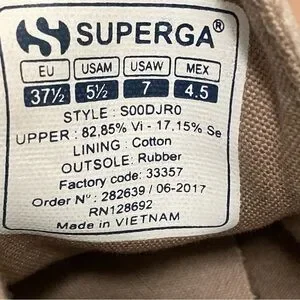 SUPERGA®
EU USAM USAW MEX
37½ 5½ 7 4.5
STYLE : S00DJR0
UPPER : 82,85% Vi - 17.15% Se
LINING : Cotton
OUTSOLE: Rubber
Factory code: 33357
Order N° : 282639 / 06-2017
RN128692
Made in VIETNAM